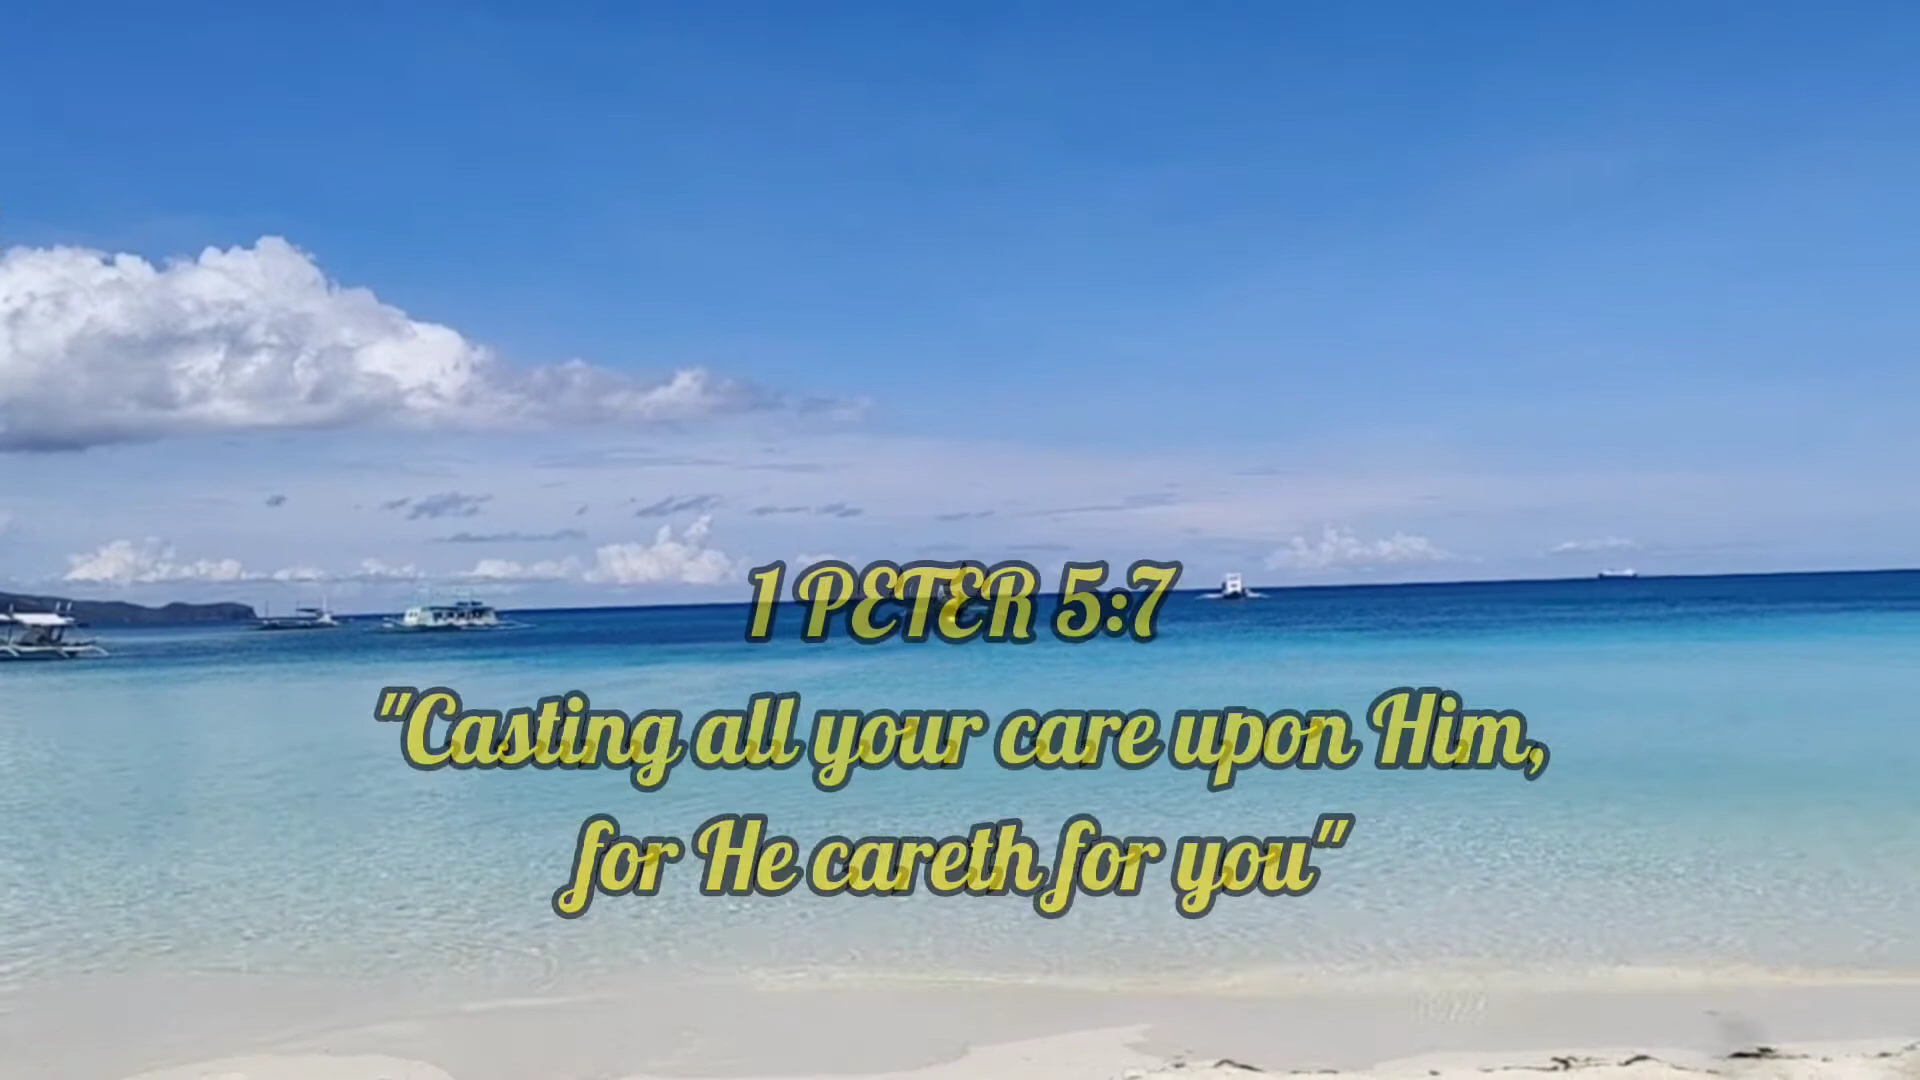 1 PETER 5:7
"Casting all your care upon Him,
for He careth for you"